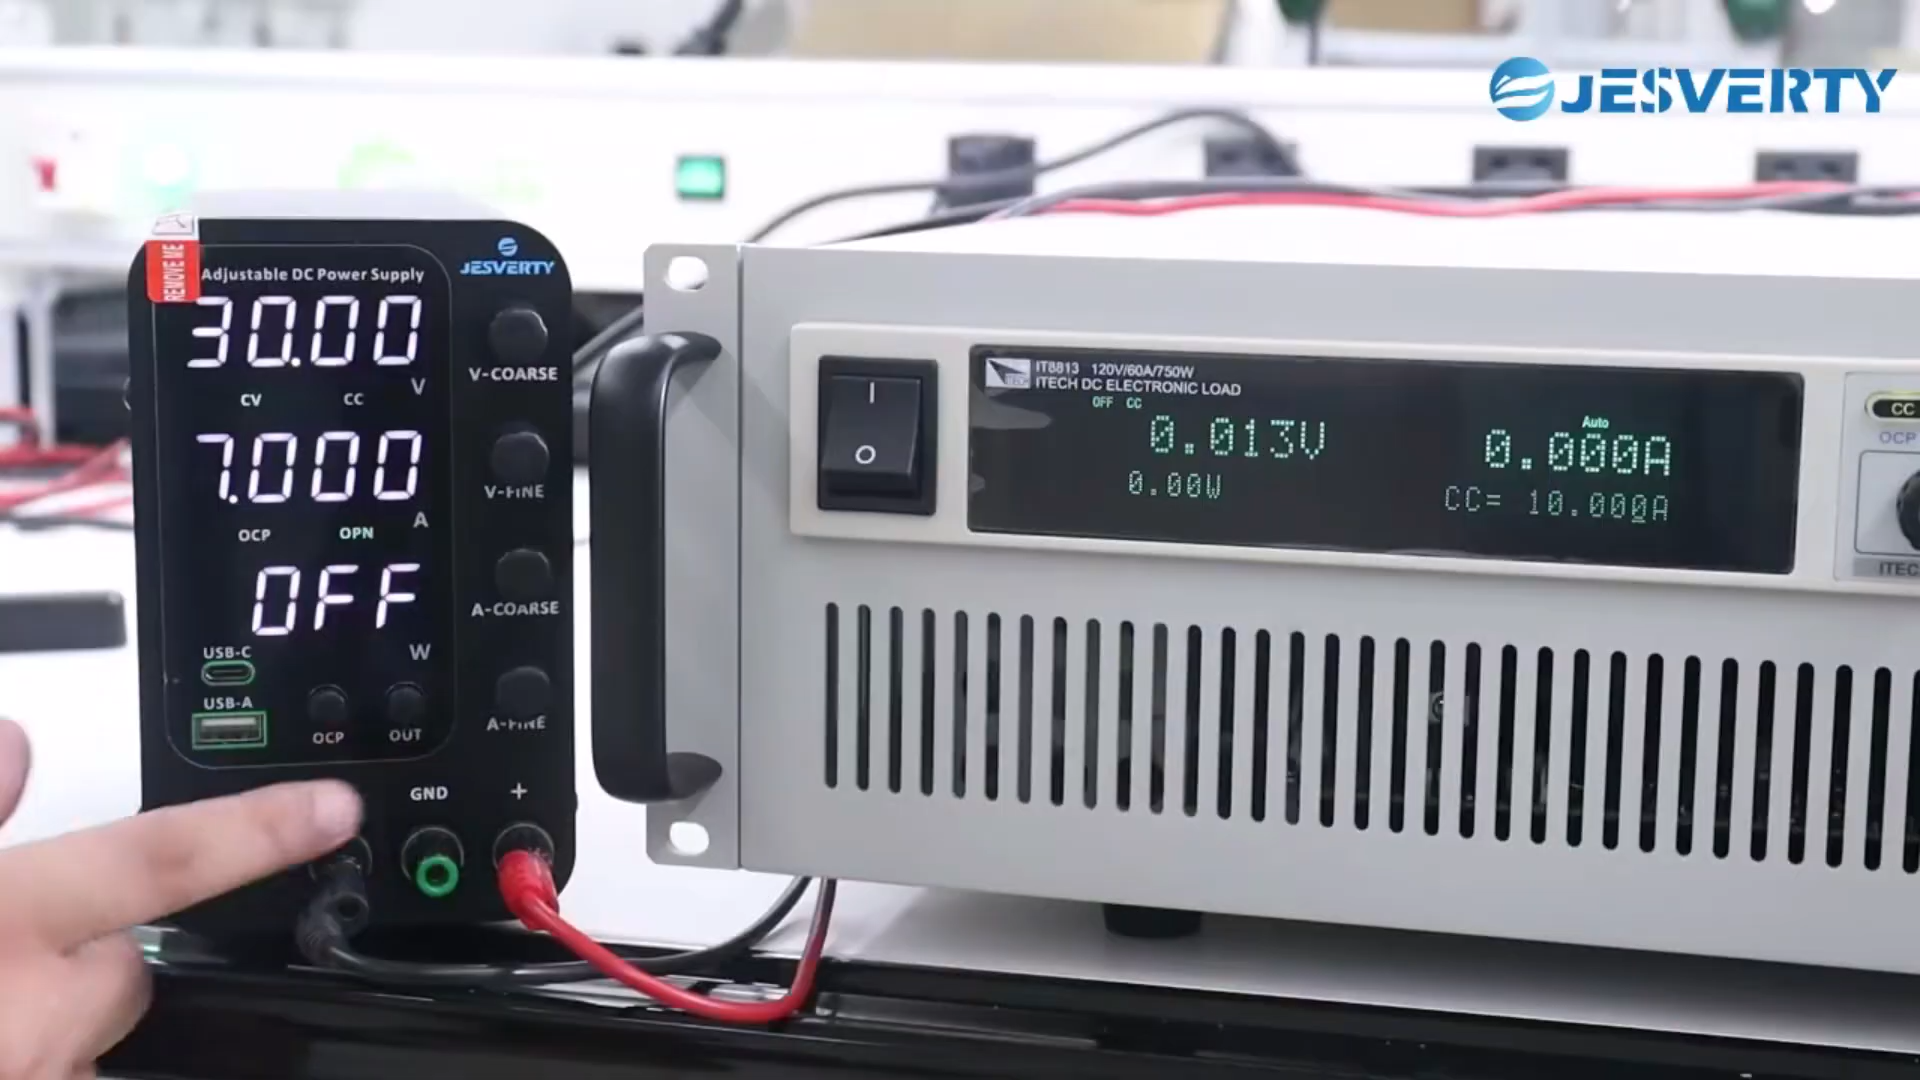 JESVERTY
REMOVE ME
Adjustable DC Power Supply
JESVERTY
30.00
V
CV CC
7.000
A
OCP OPN
OFF
W
USB-C
USB-A
OCP OUT
V-COARSE
V-FINE
A-COARSE
A-FINE
GND +
IT8813 120V/60A/750W
ITECH DC ELECTRONIC LOAD
OFF CC
0.013V
0.00W
Auto
0.000A
CC= 10.000A
I
O
CC
OCP
ITEC